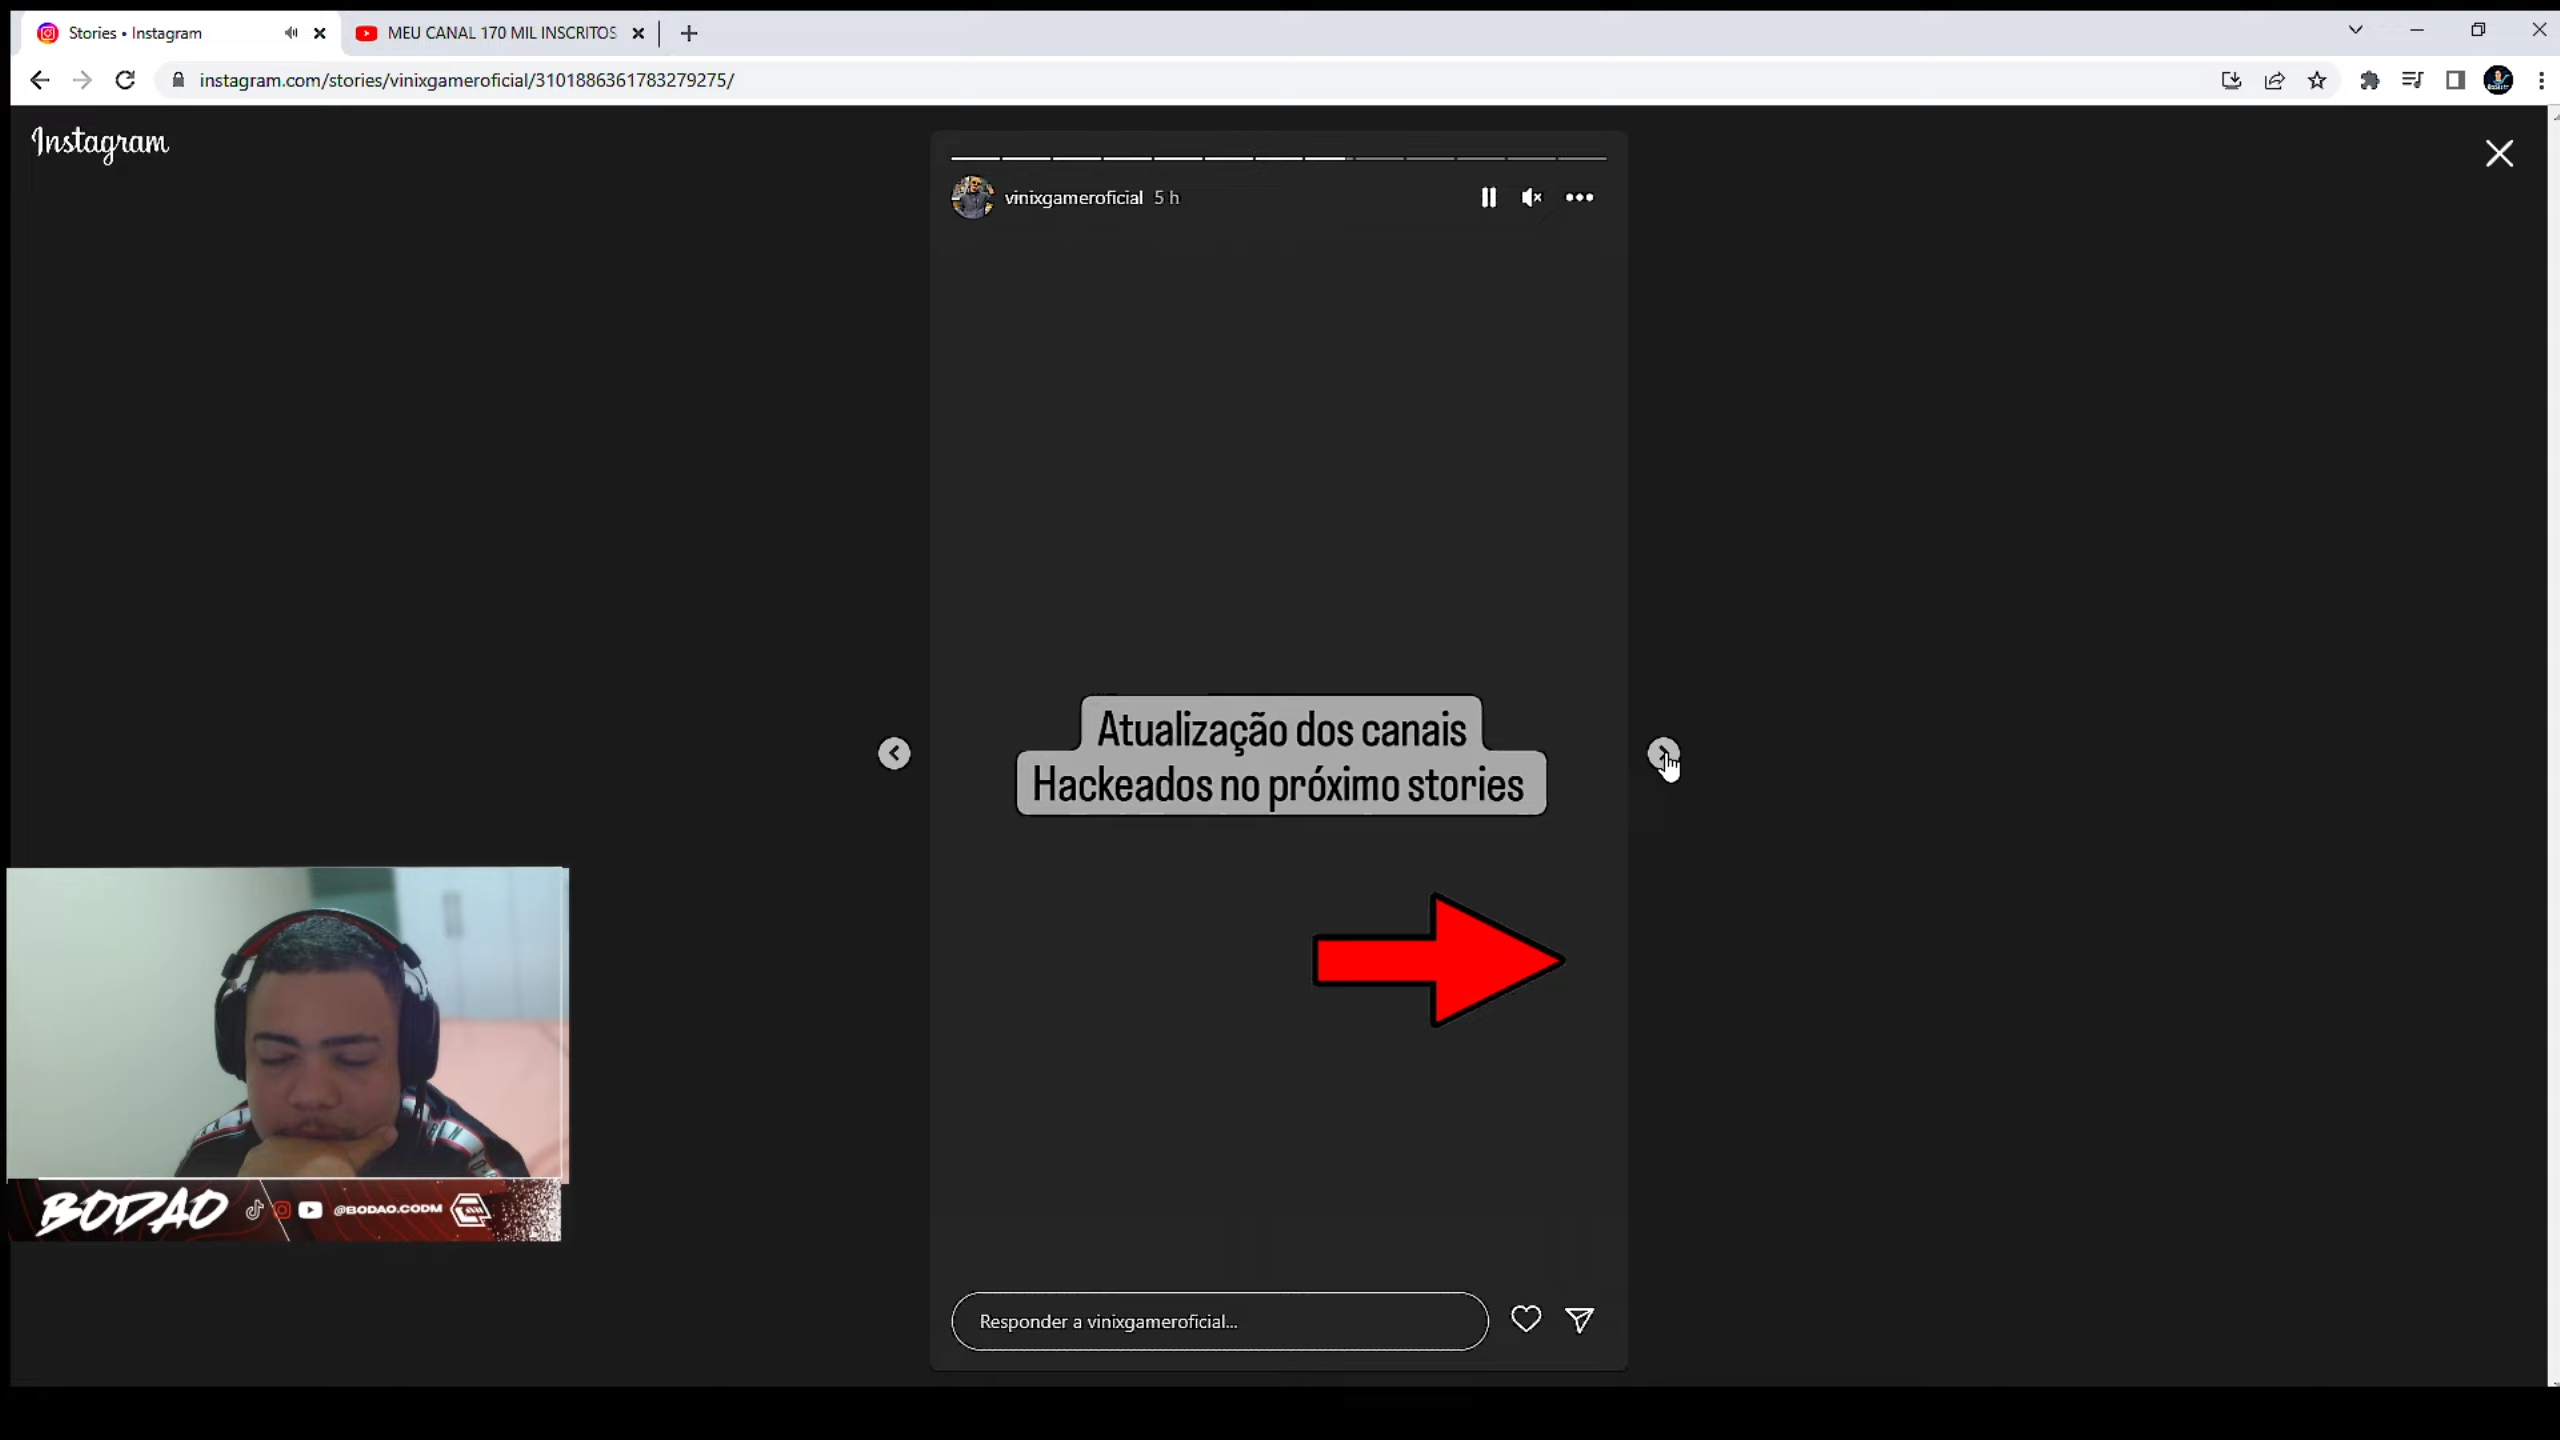 Stories • Instagram
MEU CANAL 170 MIL INSCRITOS
instagram.com/stories/vinixgameroficial/3101886361783279275/
Instagram
vinixgameroficial 5 h
Atualização dos canais
Hackeados no próximo stories
BODAO @BODAO.CODM
Responder a vinixgameroficial...